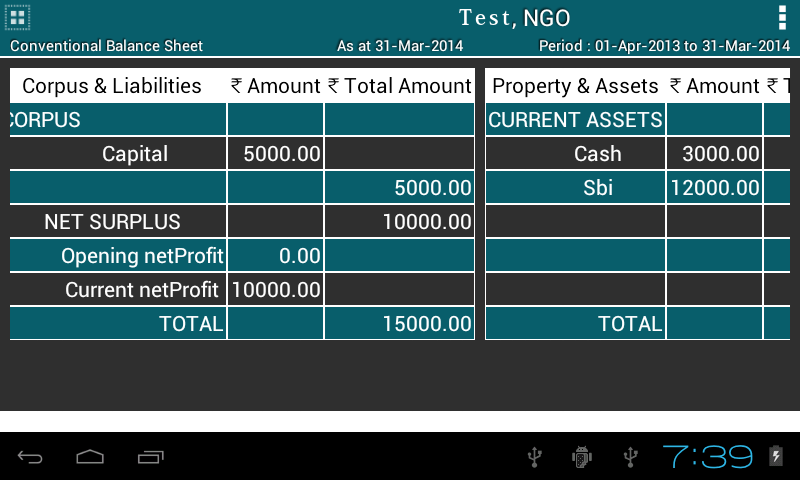 Test, NGO
Conventional Balance Sheet As at 31-Mar-2014 Period : 01-Apr-2013 to 31-Mar-2014
Corpus & Liabilities ₹ Amount ₹ Total Amount Property & Assets ₹ Amount ₹ T
CORPUS CURRENT ASSETS
Capital 5000.00 Cash 3000.00
5000.00 Sbi 12000.00
NET SURPLUS 10000.00
Opening netProfit 0.00
Current netProfit 10000.00
TOTAL 15000.00 TOTAL
7:39